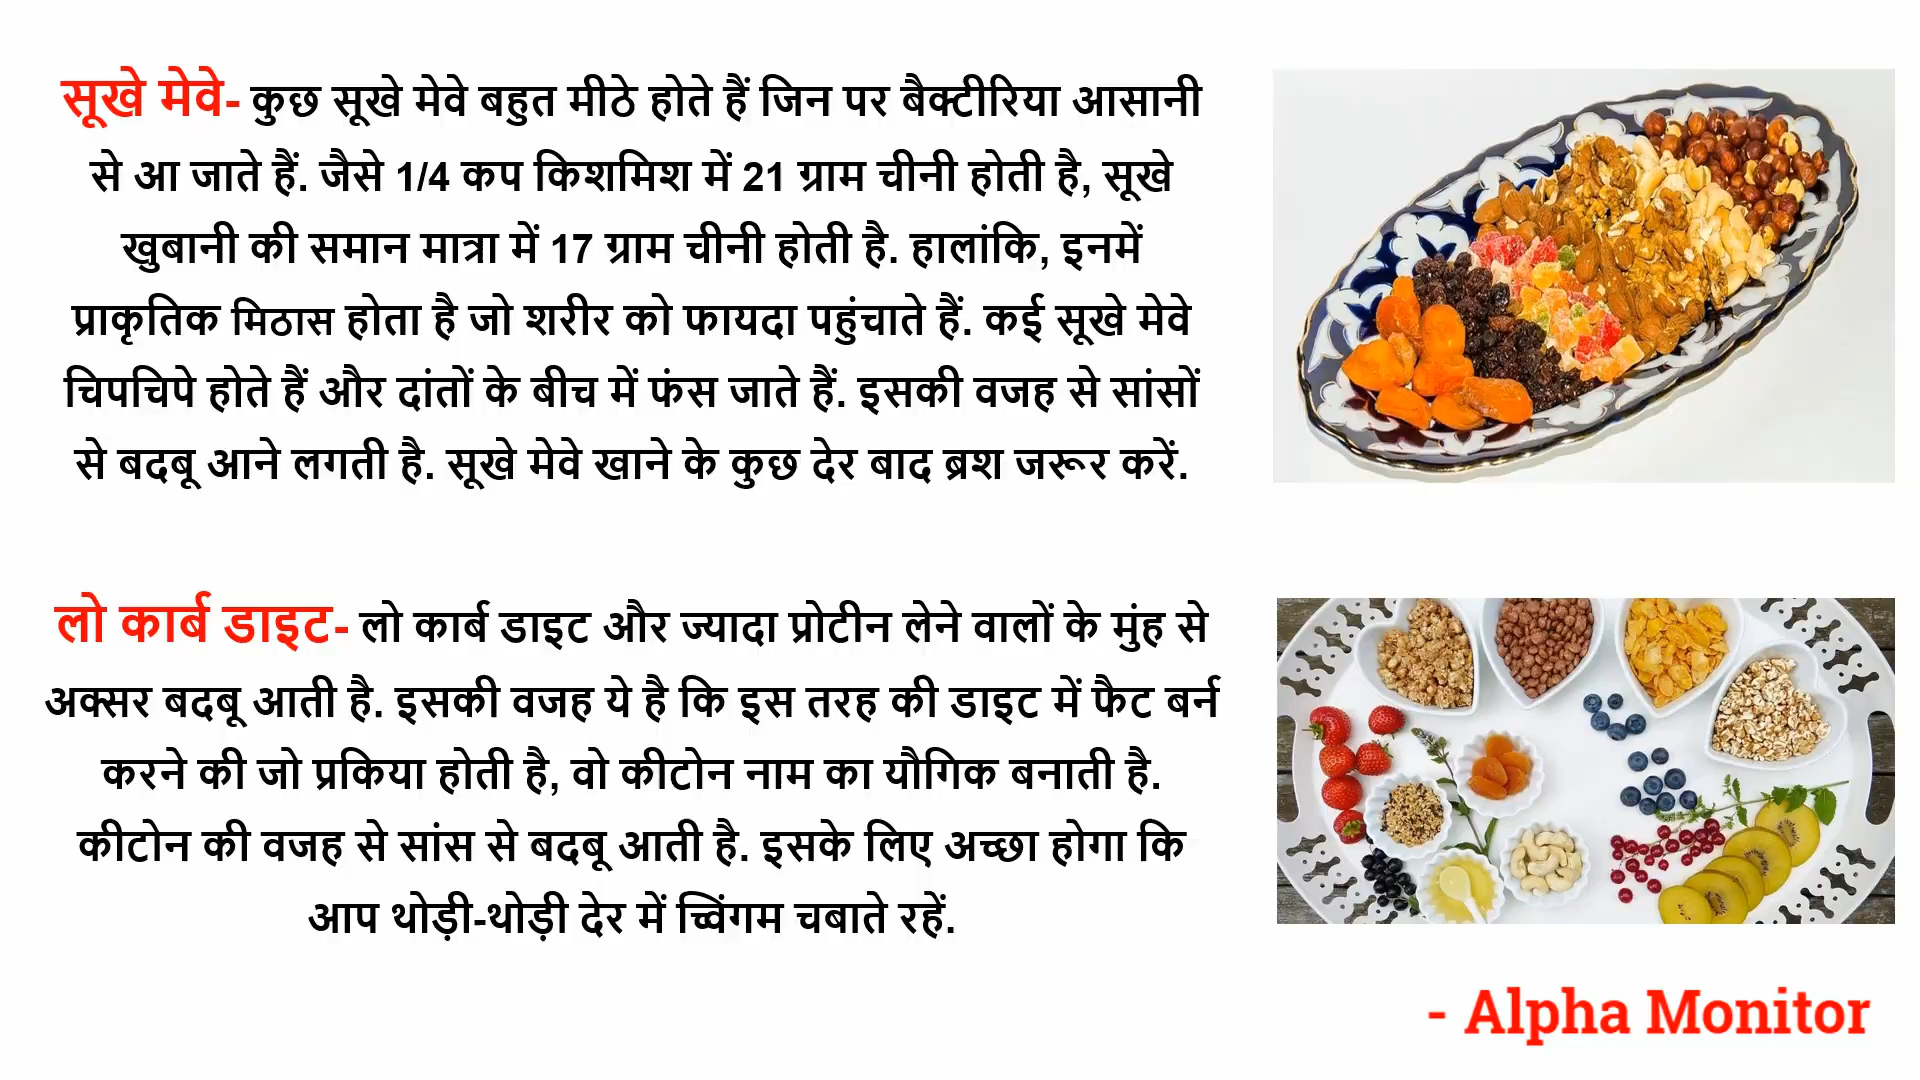 सूखे मेवे- कुछ सूखे मेवे बहुत मीठे होते हैं जिन पर बैक्टीरिया आसानी
से आ जाते हैं. जैसे 1/4 कप किशमिश में 21 ग्राम चीनी होती है, सूखे
खुबानी की समान मात्रा में 17 ग्राम चीनी होती है. हालांकि, इनमें
प्राकृतिक मिठास होता है जो शरीर को फायदा पहुंचाते हैं. कई सूखे मेवे
चिपचिपे होते हैं और दांतों के बीच में फंस जाते हैं. इसकी वजह से सांसों
से बदबू आने लगती है. सूखे मेवे खाने के कुछ देर बाद ब्रश जरूर करें.
लो कार्ब डाइट- लो कार्ब डाइट और ज्यादा प्रोटीन लेने वालों के मुंह से
अक्सर बदबू आती है. इसकी वजह ये है कि इस तरह की डाइट में फैट बर्न
करने की जो प्रकिया होती है, वो कीटोन नाम का यौगिक बनाती है.
कीटोन की वजह से सांस से बदबू आती है. इसके लिए अच्छा होगा कि
आप थोड़ी-थोड़ी देर में च्विंगम चबाते रहें.
- Alpha Monitor